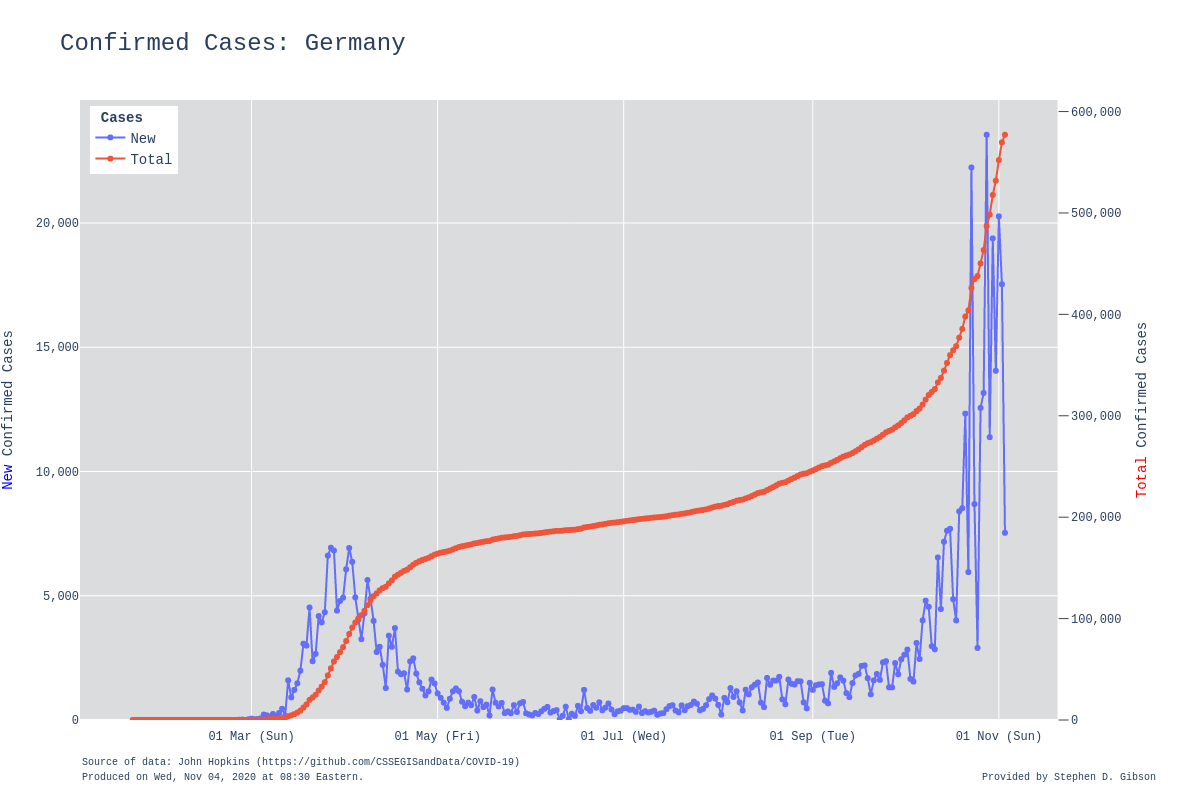 Confirmed Cases: Germany
Cases
New
Total
600,000
500,000
400,000
300,000
200,000
100,000
0
20,000
15,000
10,000
5,000
0
New Confirmed Cases
Total Confirmed Cases
01 Mar (Sun)
01 May (Fri)
01 Jul (Wed)
01 Sep (Tue)
01 Nov (Sun)
Source of data: John Hopkins (https://github.com/CSSEGISandData/COVID-19)
Produced on Wed, Nov 04, 2020 at 08:30 Eastern.
Provided by Stephen D. Gibson